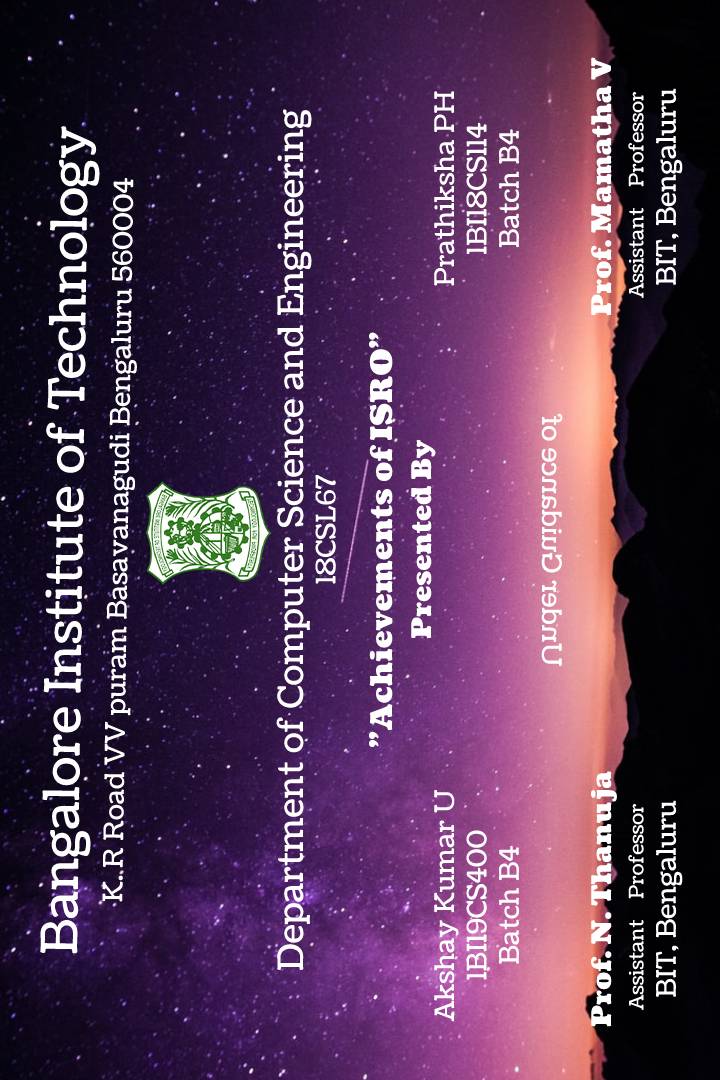 Bangalore Institute of Technology
K..R Road V V puram Basavanagudi Bengaluru 560004
Department of Computer Science and Engineering
18CSL67
"Achievements of ISRO"
Presented By
Akshay Kumar U
1BI19CS400
Batch B4
Prathiksha PH
1BI18CS114
Batch B4
Under Guidance of
Prof. N. Thanuja
Assistant Professor
BIT, Bengaluru
Prof. Mamatha V
Assistant Professor
BIT, Bengaluru